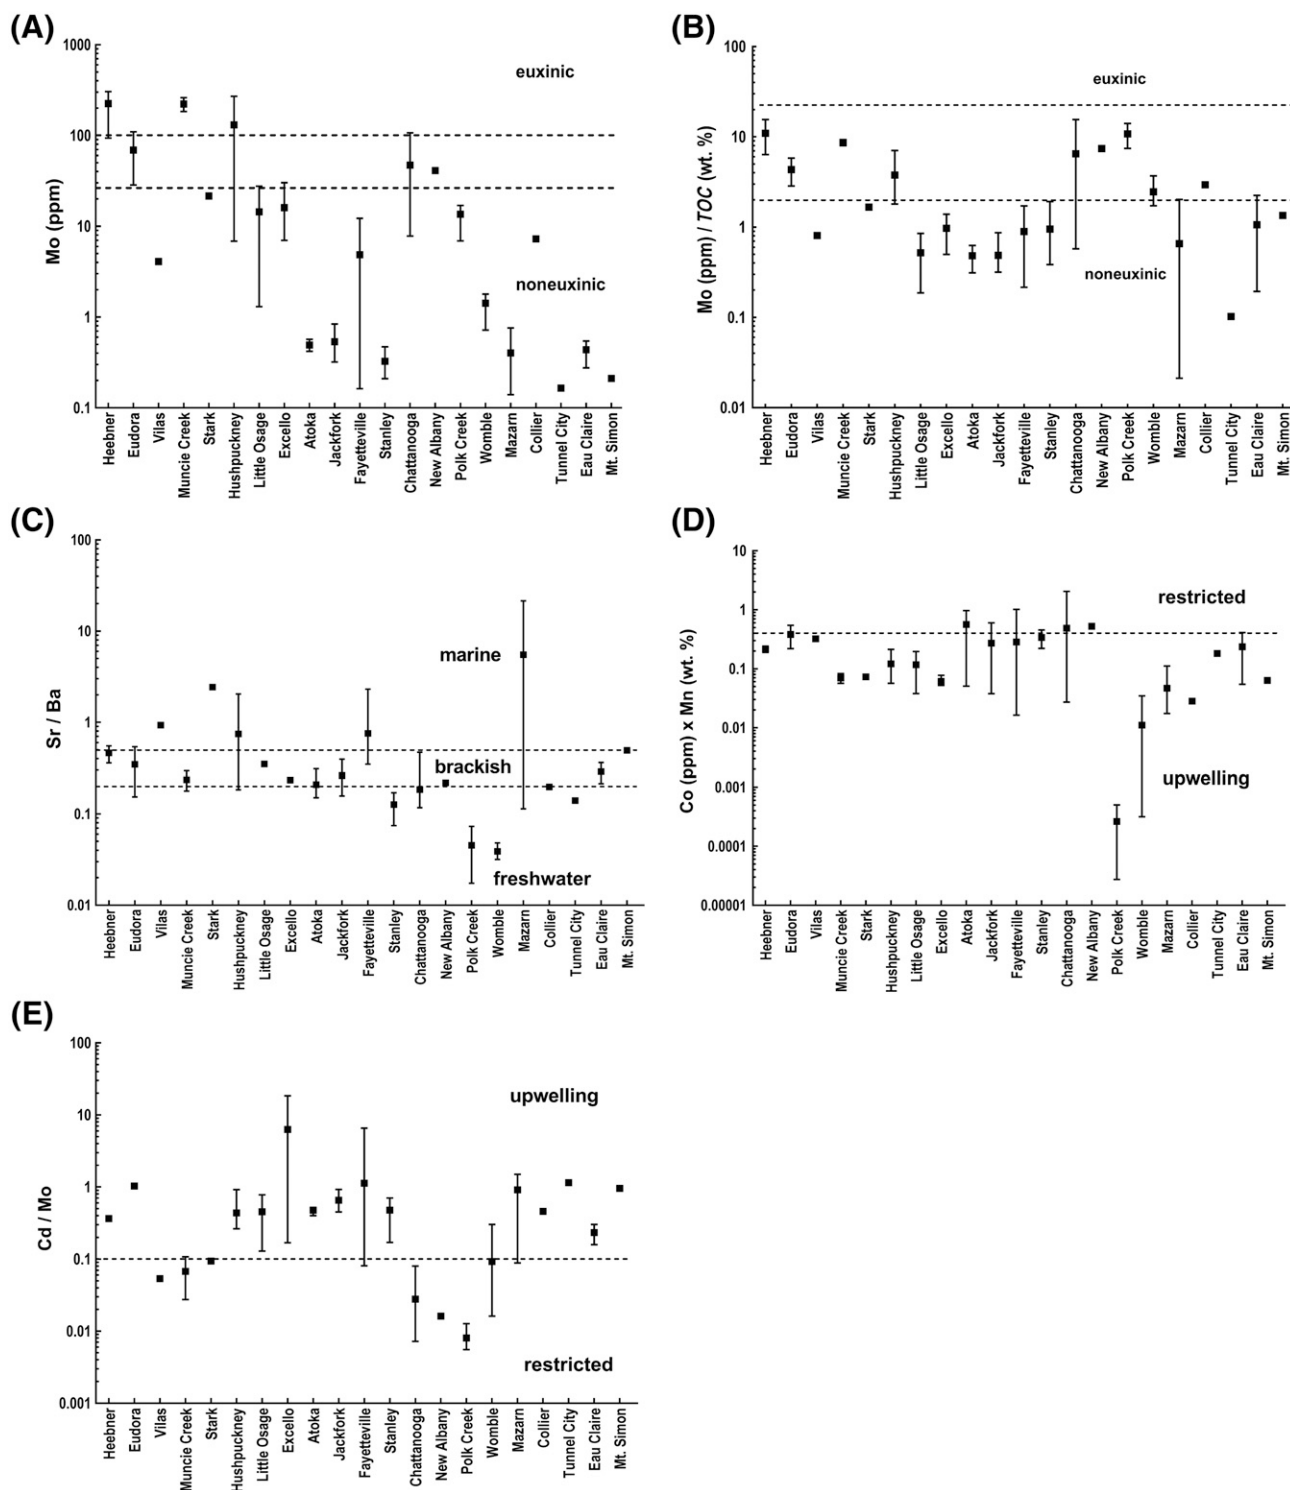 (A)
Mo (ppm)
1000
100
10
1
0.1
euxinic
noneuxinic
Heebner
Eudora
Vilas
Muncie Creek
Stark
Hushpuckney
Little Osage
Excello
Atoka
Jackfork
Fayetteville
Stanley
Chattanooga
New Albany
Polk Creek
Womble
Mazarn
Collier
Tunnel City
Eau Claire
Mt. Simon
(B)
Mo (ppm) / TOC (wt. %)
100
10
1
0.1
0.01
euxinic
noneuxinic
Heebner
Eudora
Vilas
Muncie Creek
Stark
Hushpuckney
Little Osage
Excello
Atoka
Jackfork
Fayetteville
Stanley
Chattanooga
New Albany
Polk Creek
Womble
Mazarn
Collier
Tunnel City
Eau Claire
Mt. Simon
(C)
Sr / Ba
100
10
1
0.1
0.01
marine
brackish
freshwater
Heebner
Eudora
Vilas
Muncie Creek
Stark
Hushpuckney
Little Osage
Excello
Atoka
Jackfork
Fayetteville
Stanley
Chattanooga
New Albany
Polk Creek
Womble
Mazarn
Collier
Tunnel City
Eau Claire
Mt. Simon
(D)
Co (ppm) x Mn (wt. %)
10
1
0.1
0.01
0.001
0.0001
0.00001
restricted
upwelling
Heebner
Eudora
Vilas
Muncie Creek
Stark
Hushpuckney
Little Osage
Excello
Atoka
Jackfork
Fayetteville
Stanley
Chattanooga
New Albany
Polk Creek
Womble
Mazarn
Collier
Tunnel City
Eau Claire
Mt. Simon
(E)
Cd / Mo
100
10
1
0.1
0.01
0.001
upwelling
restricted
Heebner
Eudora
Vilas
Muncie Creek
Stark
Hushpuckney
Little Osage
Excello
Atoka
Jackfork
Fayetteville
Stanley
Chattanooga
New Albany
Polk Creek
Womble
Mazarn
Collier
Tunnel City
Eau Claire
Mt. Simon